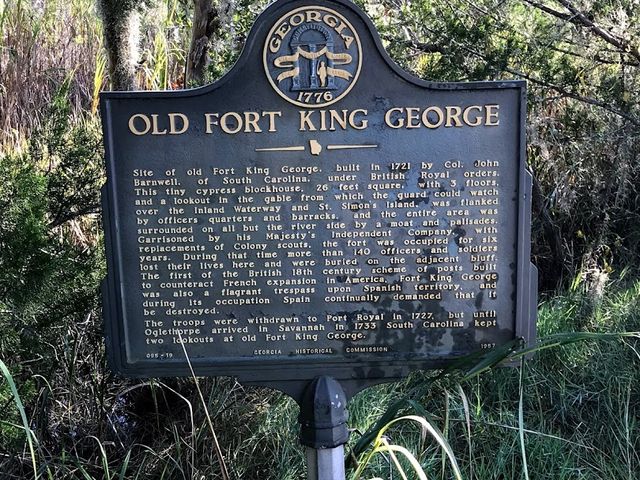 GEORGIA
1776
OLD FORT KING GEORGE
Site of old Fort King George, built in 1721 by Col. John
Barnwell, of South Carolina, under British Royal orders.
This tiny cypress blockhouse, 26 feet square, with 3 floors,
and a lookout in the gable from which the guard could watch
over the Inland Waterway and St. Simon's Island, was flanked
by officers quarters and barracks, and the entire area was
surrounded on all but the river side by a moat and palisades.
Garrisoned by his Majesty's Independent Company, with
replacements of Colony scouts, the fort was occupied for six
years. During that time more than 140 officers and soldiers
lost their lives here and were buried on the adjacent bluff.
The first of the British 18th century scheme of posts built
to counteract French expansion in America, Fort King George
was also a flagrant trespass upon Spanish territory, and
during its occupation Spain continually demanded that it
be destroyed.
The troops were withdrawn to Port Royal in 1727, but until
Oglethorpe arrived in Savannah in 1733 South Carolina kept
two lookouts at old Fort King George.
095-19 GEORGIA HISTORICAL COMMISSION 1957